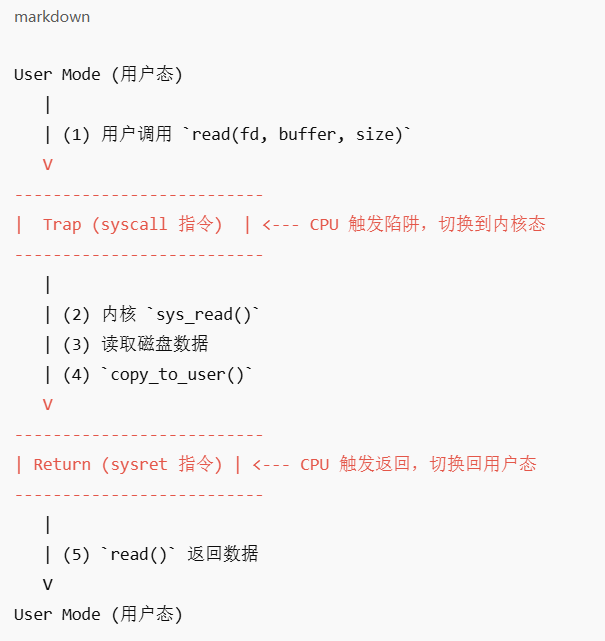 markdown
User Mode (用户态)
|
| (1) 用户调用 `read(fd, buffer, size)`
V
--------------------------
|  Trap (syscall 指令)  | <--- CPU 触发陷阱，切换到内核态
--------------------------
|
| (2) 内核 `sys_read()`
| (3) 读取磁盘数据
| (4) `copy_to_user()`
V
--------------------------
| Return (sysret 指令) | <--- CPU 触发返回，切换回用户态
--------------------------
|
| (5) `read()` 返回数据
V
User Mode (用户态)